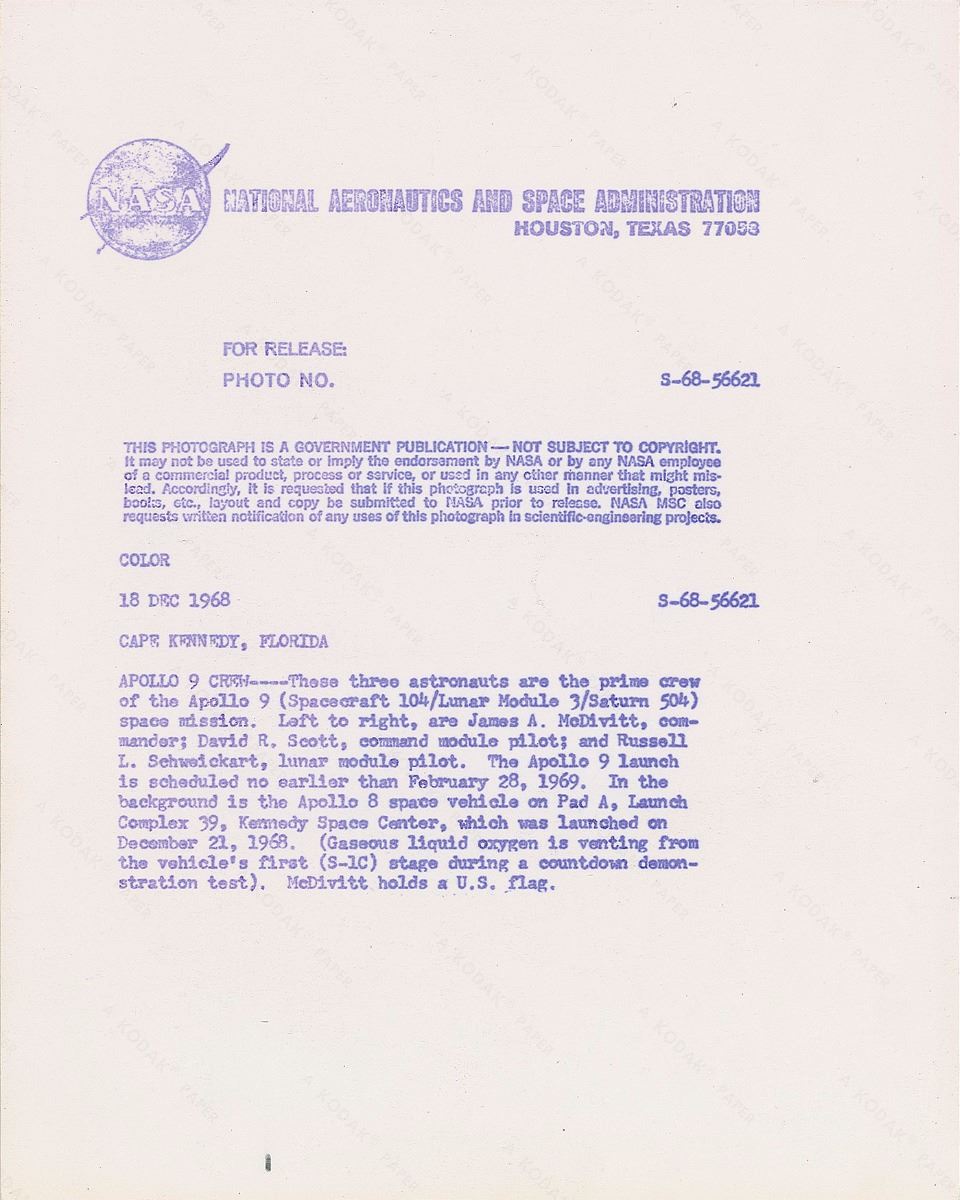 NASA
NATIONAL AERONAUTICS AND SPACE ADMINISTRATION
HOUSTON, TEXAS 77058
FOR RELEASE:
PHOTO NO. S-68-56621
THIS PHOTOGRAPH IS A GOVERNMENT PUBLICATION — NOT SUBJECT TO COPYRIGHT.
It may not be used to state or imply the endorsement by NASA or by any NASA employee
of a commercial product, process or service, or used in any other manner that might mis-
lead. Accordingly, it is requested that if this photograph is used in advertising, posters,
books, etc., layout and copy be submitted to NASA prior to release. NASA MSC also
requests written notification of any uses of this photograph in scientific-engineering projects.
COLOR
18 DEC 1968 S-68-56621
CAPE KENNEDY, FLORIDA
APOLLO 9 CREW----These three astronauts are the prime crew
of the Apollo 9 (Spacecraft 104/Lunar Module 3/Saturn 504)
space mission. Left to right, are James A. McDivitt, com-
mander; David R. Scott, command module pilot; and Russell
L. Schweickart, lunar module pilot. The Apollo 9 launch
is scheduled no earlier than February 28, 1969. In the
background is the Apollo 8 space vehicle on Pad A, Launch
Complex 39, Kennedy Space Center, which was launched on
December 21, 1968. (Gaseous liquid oxygen is venting from
the vehicle's first (S-1C) stage during a countdown demon-
stration test). McDivitt holds a U.S. flag.
A KODAK® PAPER